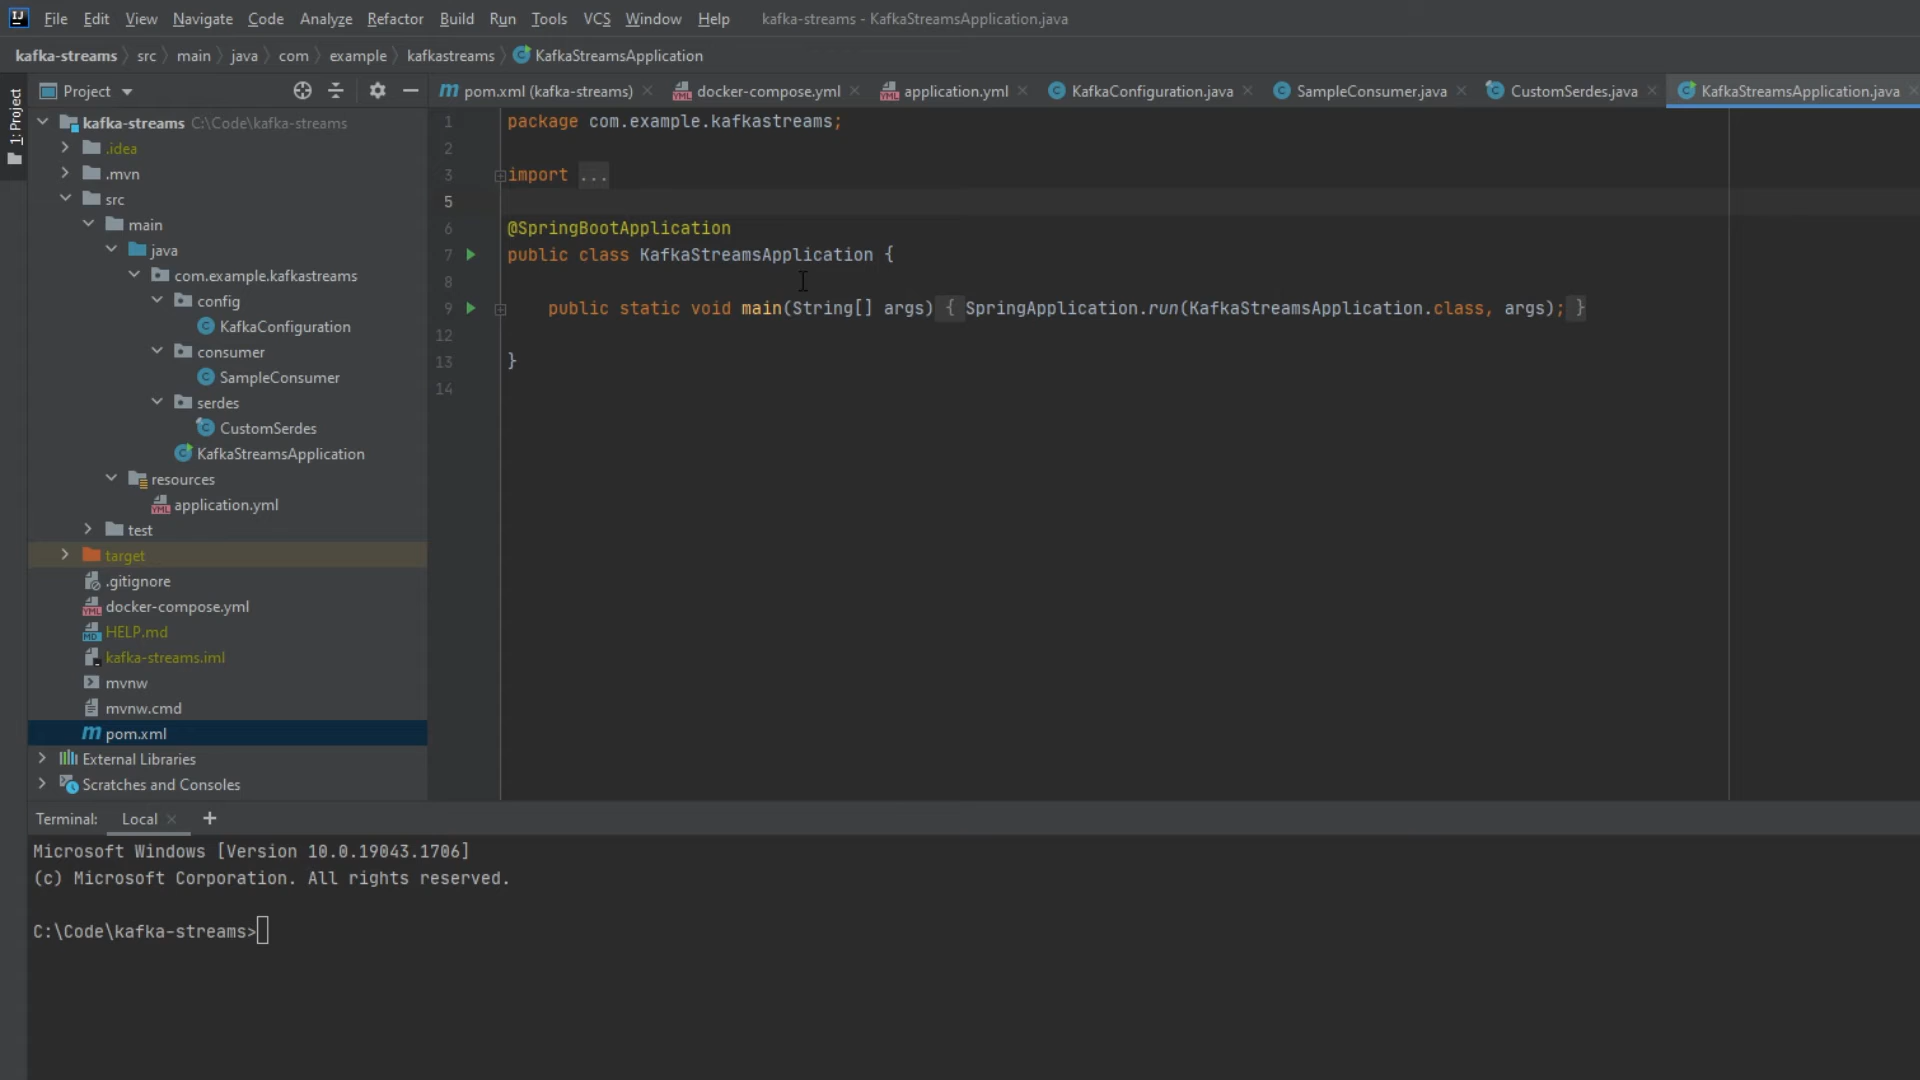 File Edit View Navigate Code Analyze Refactor Build Run Tools VCS Window Help kafka-streams - KafkaStreamsApplication.java
kafka-streams src main java com example kafkastreams KafkaStreamsApplication
1: Project
Project
pom.xml (kafka-streams) docker-compose.yml application.yml KafkaConfiguration.java SampleConsumer.java CustomSerdes.java KafkaStreamsApplication.java
kafka-streams C:\Code\kafka-streams
.idea
.mvn
src
main
java
com.example.kafkastreams
config
KafkaConfiguration
consumer
SampleConsumer
serdes
CustomSerdes
KafkaStreamsApplication
resources
application.yml
test
target
.gitignore
docker-compose.yml
HELP.md
kafka-streams.iml
mvnw
mvnw.cmd
pom.xml
External Libraries
Scratches and Consoles
1 package com.example.kafkastreams;
2
3 import ...
5
6 @SpringBootApplication
7 public class KafkaStreamsApplication {
8
9 public static void main(String[] args) { SpringApplication.run(KafkaStreamsApplication.class, args); }
12
13 }
14
Terminal: Local +
Microsoft Windows [Version 10.0.19043.1706]
(c) Microsoft Corporation. All rights reserved.
C:\Code\kafka-streams>